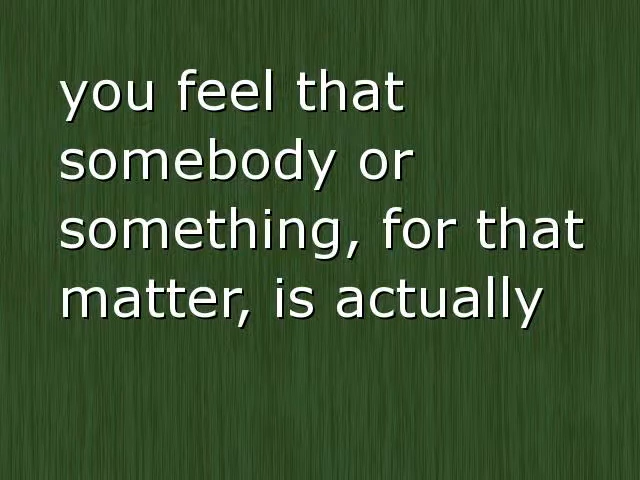 you feel that
somebody or
something, for that
matter, is actually